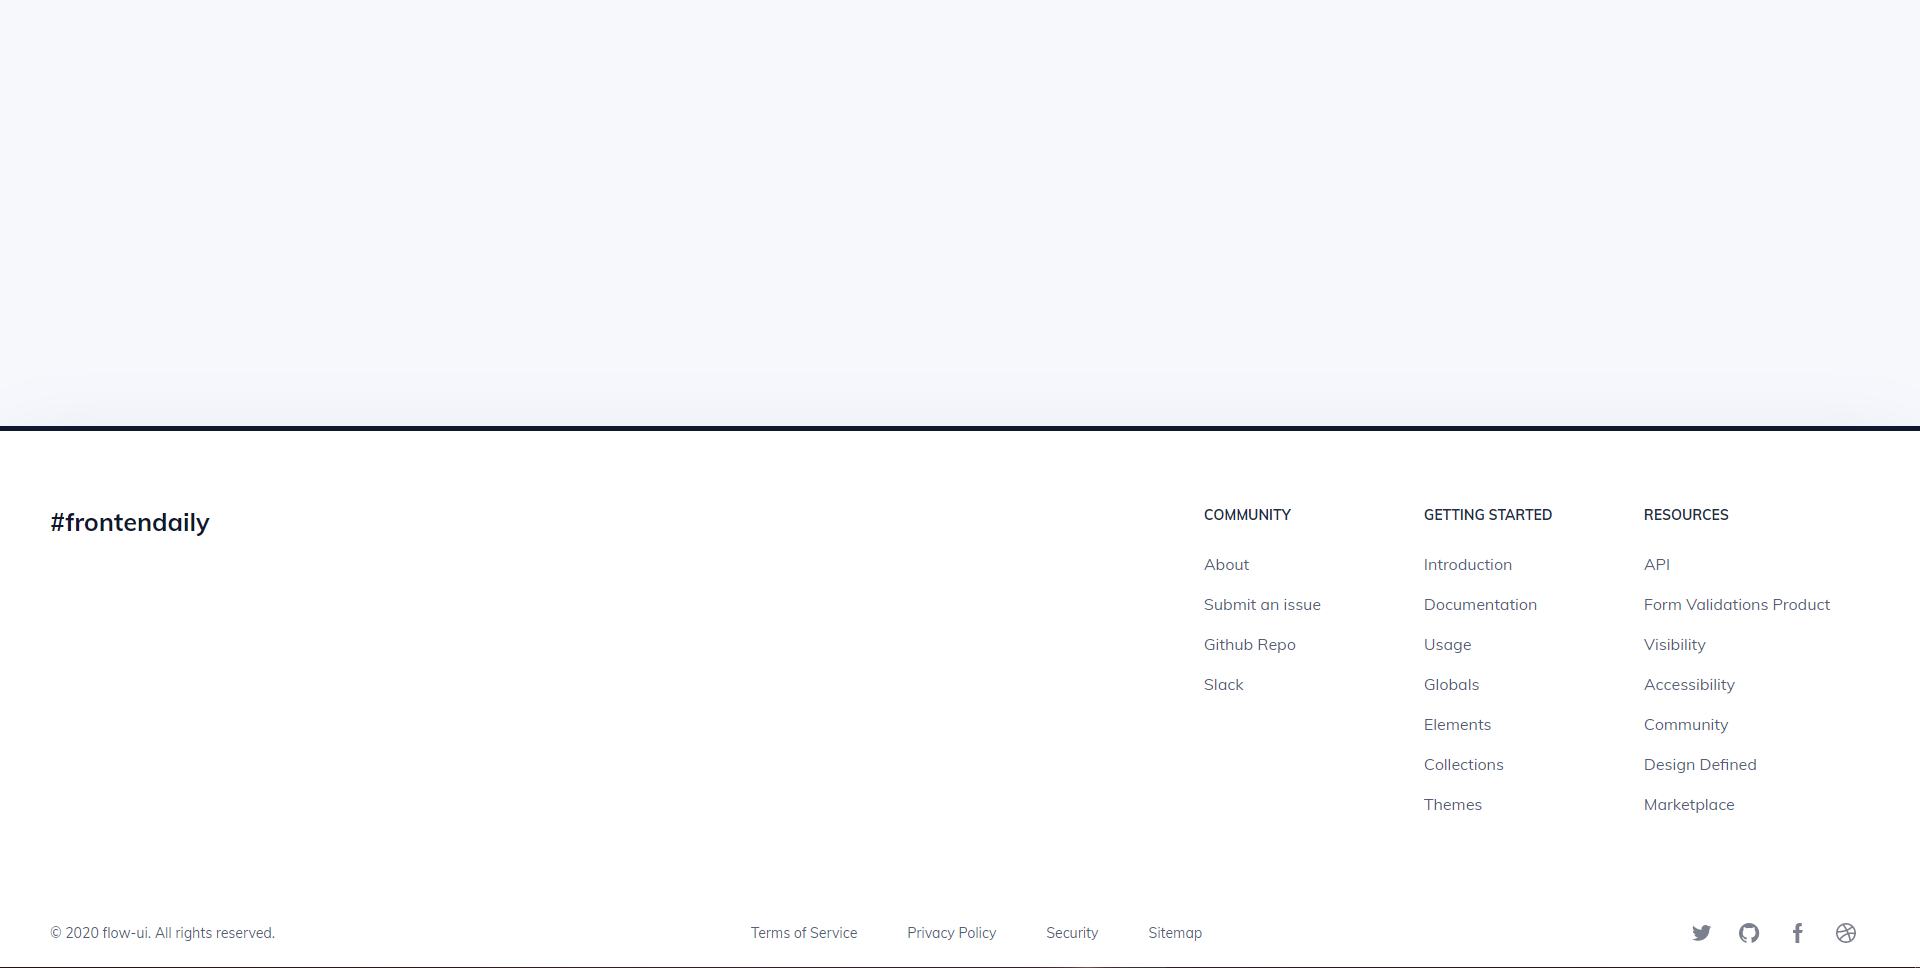 #frontendaily
COMMUNITY
About
Submit an issue
Github Repo
Slack
GETTING STARTED
Introduction
Documentation
Usage
Globals
Elements
Collections
Themes
RESOURCES
API
Form Validations Product
Visibility
Accessibility
Community
Design Defined
Marketplace
© 2020 flow-ui. All rights reserved.
Terms of Service
Privacy Policy
Security
Sitemap